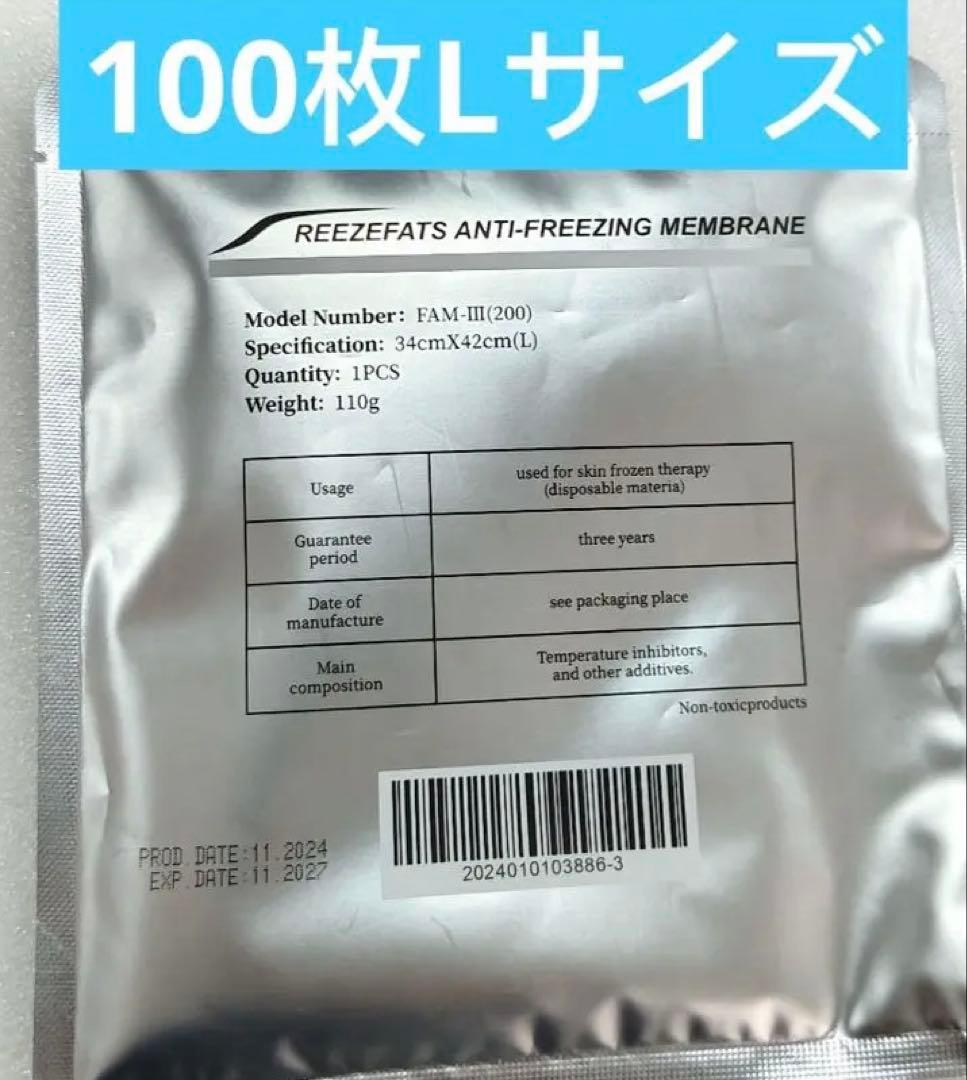 100枚Lサイズ
REEZEFATS ANTI-FREEZING MEMBRANE
Model Number: FAM-III(200)
Specification: 34cmX42cm(L)
Quantity: 1PCS
Weight: 110g
Usage
used for skin frozen therapy
(disposable materia)
Guarantee
period
three years
Date of
manufacture
see packaging place
Main
composition
Temperature inhibitors,
and other additives.
Non-toxicproducts
PROD.DATE:11.2024
EXP.DATE:11.2027
2024010103886-3